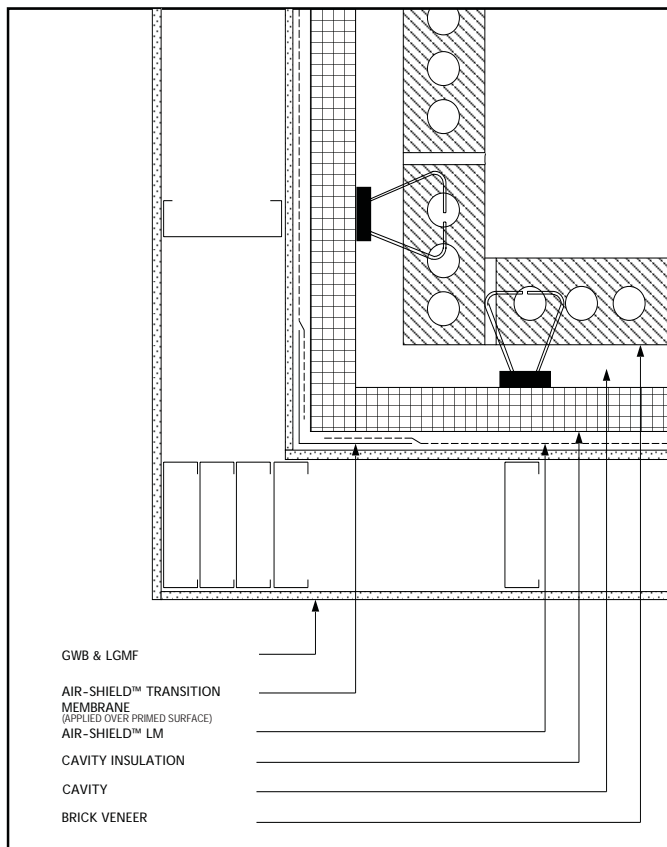 GWB & LGMF
AIR-SHIELD™ TRANSITION
MEMBRANE
(APPLIED OVER PRIMED SURFACE)
AIR-SHIELD™ LM
CAVITY INSULATION
CAVITY
BRICK VENEER